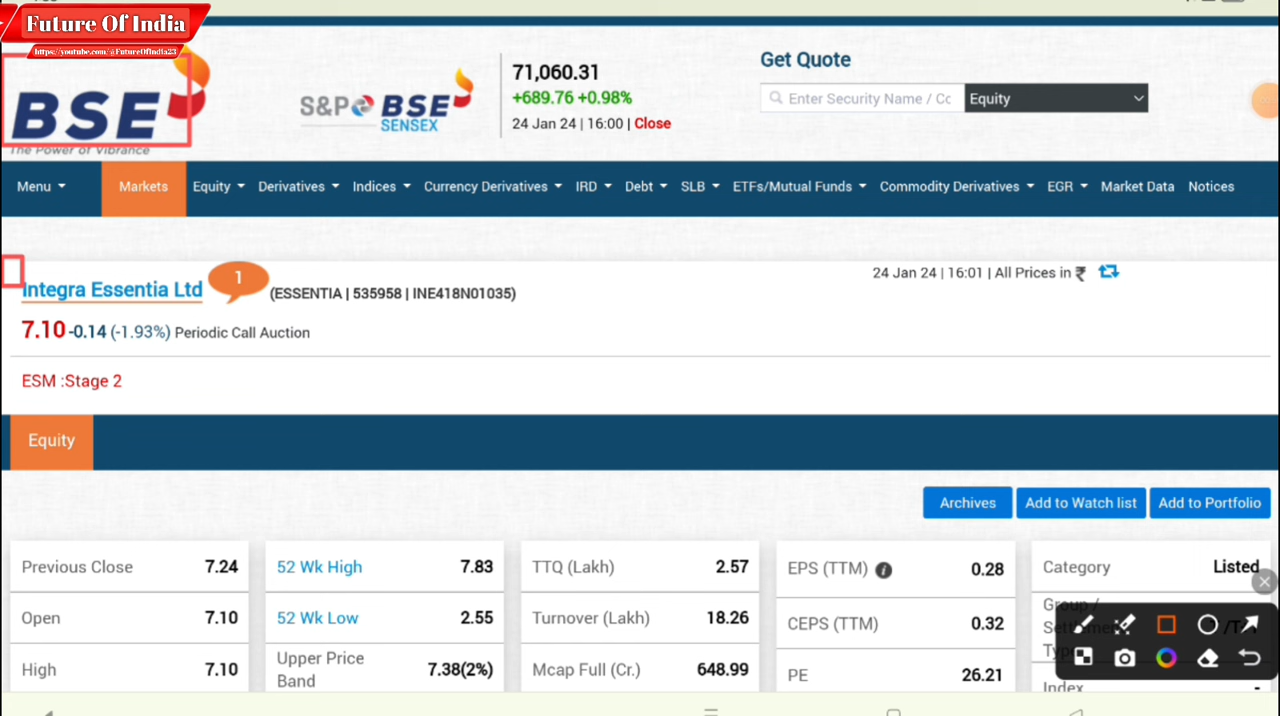 Future Of India
https://youtube.com/@FutureOfIndia23
BSE
The Power of Vibrance
S&P BSE
SENSEX
71,060.31
+689.76 +0.98%
24 Jan 24 | 16:00 | Close
Get Quote
Enter Security Name / Cc
Equity
Menu Markets Equity Derivatives Indices Currency Derivatives IRD Debt SLB ETFs/Mutual Funds Commodity Derivatives EGR Market Data Notices
Integra Essentia Ltd 1 (ESSENTIA | 535958 | INE418N01035)
24 Jan 24 | 16:01 | All Prices in ₹
7.10 -0.14 (-1.93%) Periodic Call Auction
ESM :Stage 2
Equity
Archives Add to Watch list Add to Portfolio
Previous Close 7.24
Open 7.10
High 7.10
52 Wk High 7.83
52 Wk Low 2.55
Upper Price
Band 7.38(2%)
TTQ (Lakh) 2.57
Turnover (Lakh) 18.26
Mcap Full (Cr.) 648.99
EPS (TTM) 0.28
CEPS (TTM) 0.32
PE 26.21
Category Listed
Group /
Index -